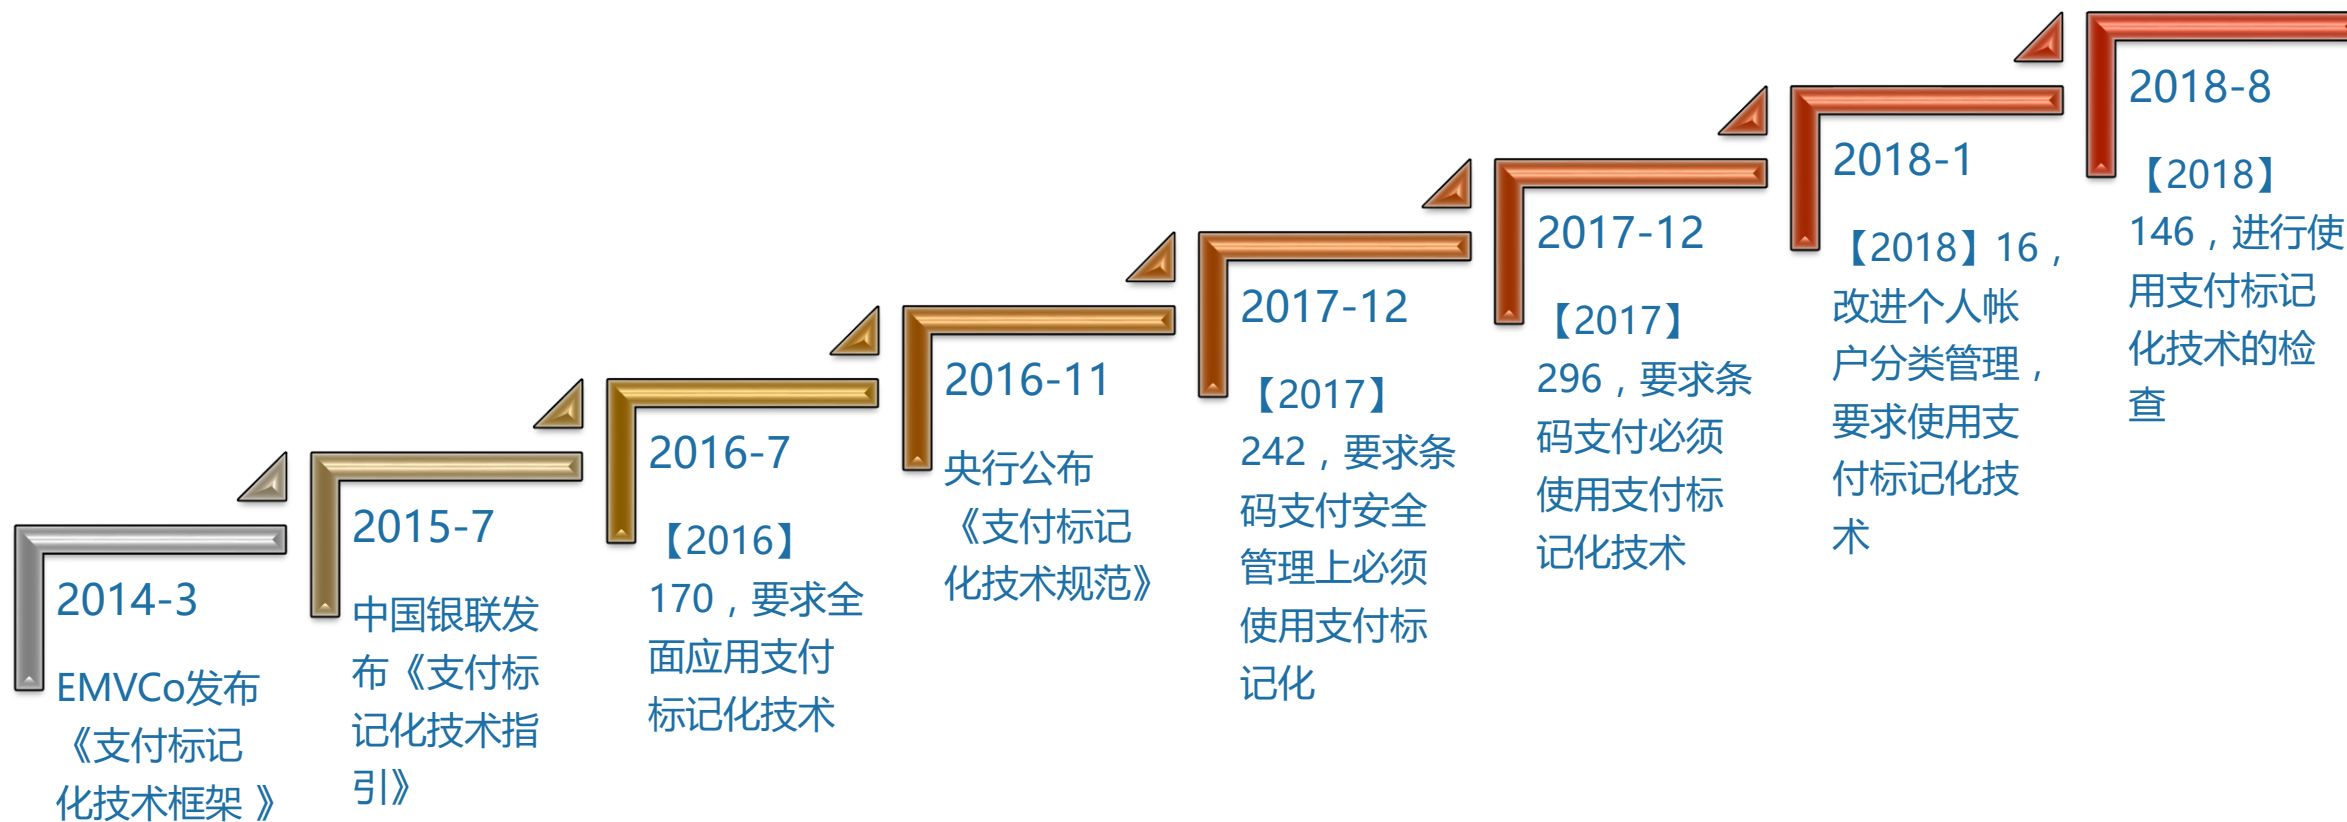 2014-3
EMVCo发布
《支付标记
化技术框架 》
2015-7
中国银联发
布《支付标
记化技术指
引》
2016-7
【2016】
170，要求全
面应用支付
标记化技术
2016-11
央行公布
《支付标记
化技术规范》
2017-12
【2017】
242，要求条
码支付安全
管理上必须
使用支付标
记化
2017-12
【2017】
296，要求条
码支付必须
使用支付标
记化技术
2018-1
【2018】16，
改进个人帐
户分类管理，
要求使用支
付标记化技
术
2018-8
【2018】
146，进行使
用支付标记
化技术的检
查